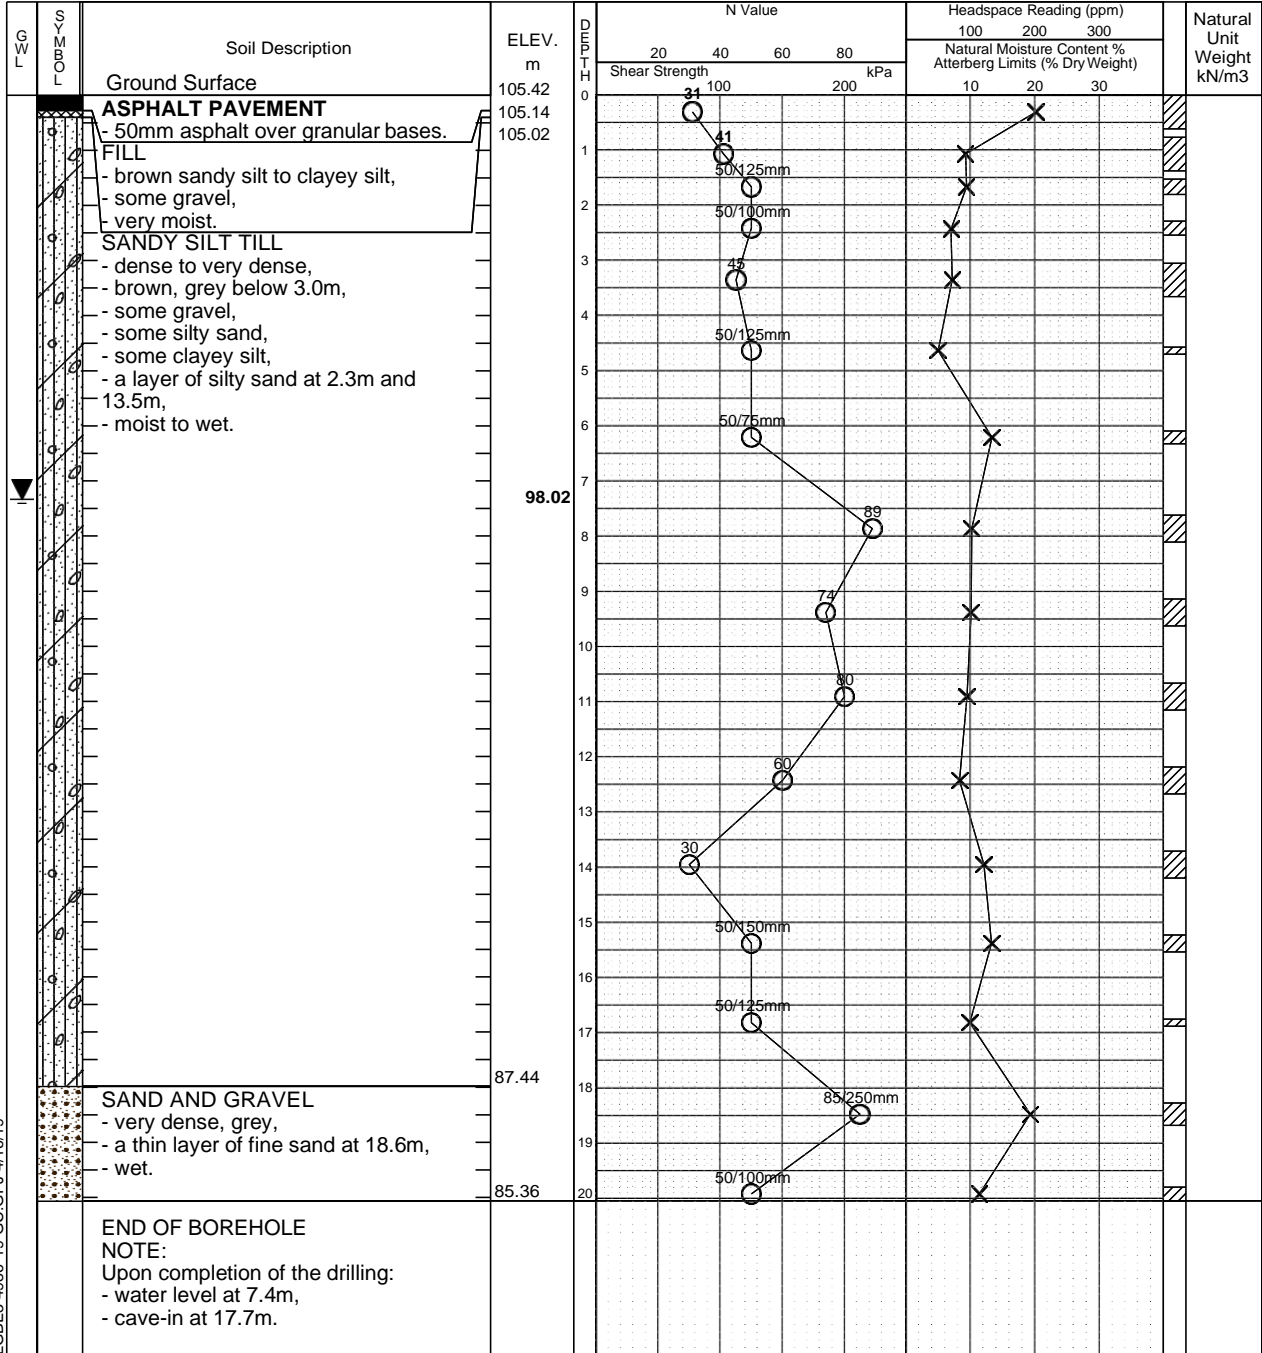 GWL
SYMBOL
Soil Description
Ground Surface
ELEV.
m
DEPTH
N Value
20 40 60 80
Shear Strength kPa
100 200
Headspace Reading (ppm)
100 200 300
Natural Moisture Content %
Atterberg Limits (% Dry Weight)
10 20 30
Natural
Unit
Weight
kN/m3
105.42
ASPHALT PAVEMENT
- 50mm asphalt over granular bases.
105.14
105.02
FILL
- brown sandy silt to clayey silt,
- some gravel,
- very moist.
SANDY SILT TILL
- dense to very dense,
- brown, grey below 3.0m,
- some gravel,
- some silty sand,
- some clayey silt,
- a layer of silty sand at 2.3m and
13.5m,
- moist to wet.
98.02
87.44
SAND AND GRAVEL
- very dense, grey,
- a thin layer of fine sand at 18.6m,
- wet.
85.36
END OF BOREHOLE
NOTE:
Upon completion of the drilling:
- water level at 7.4m,
- cave-in at 17.7m.
0
1
2
3
4
5
6
7
8
9
10
11
12
13
14
15
16
17
18
19
20
31
41
50/125mm
50/100mm
45
50/125mm
50/75mm
89
74
80
60
30
50/150mm
50/125mm
85/250mm
50/100mm